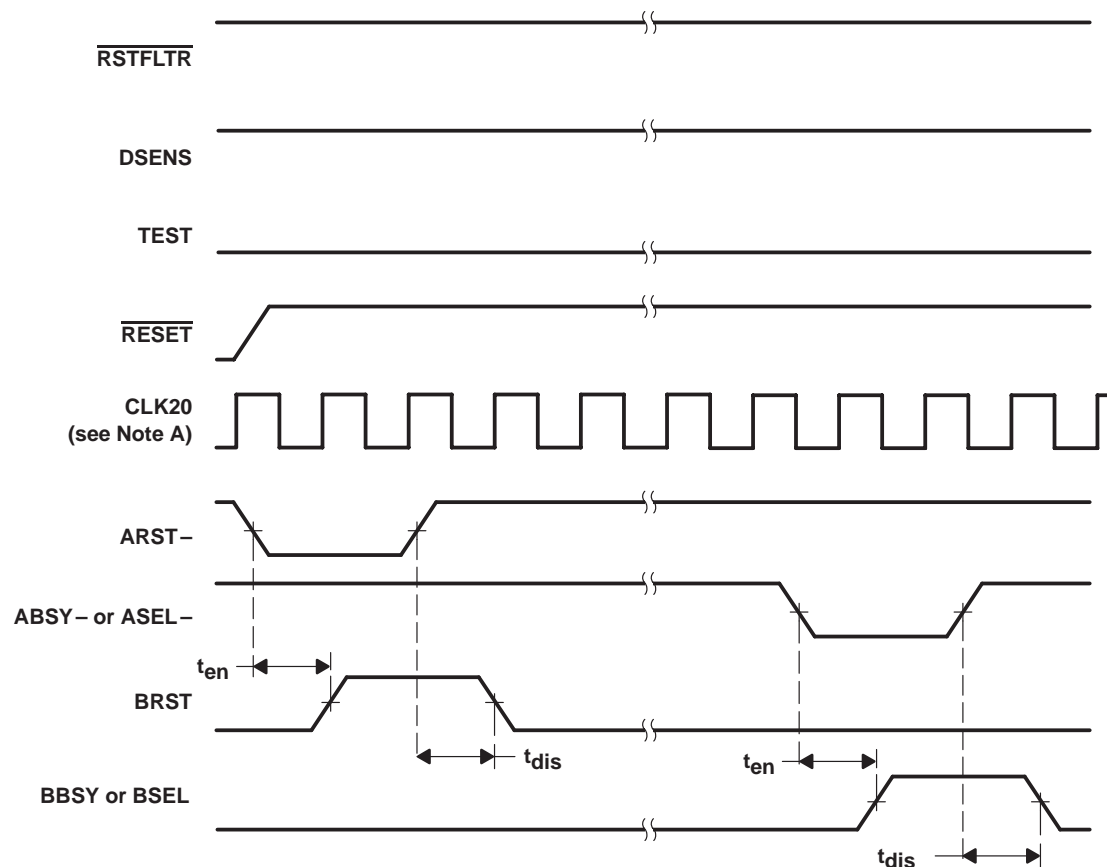 RSTFLTR
DSENS
TEST
RESET
CLK20
(see Note A)
ARST–
ABSY– or ASEL–
ten
BRST
tdis
ten
BBSY or BSEL
tdis